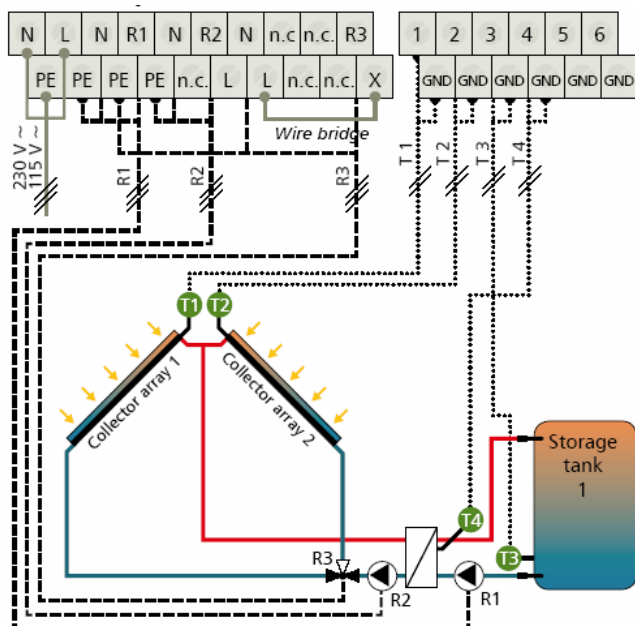 N L N R1 N R2 N n.c n.c. R3
1 2 3 4 5 6
PE PE PE PE n.c. L L n.c. n.c. X
GND GND GND GND GND GND
Wire bridge
230 V ~
115 V ~
R1
R2
R3
T 1
T 2
T 3
T 4
T1 T2
Collector array 1
Collector array 2
Storage
tank
1
T4
T3
R3
R2
R1